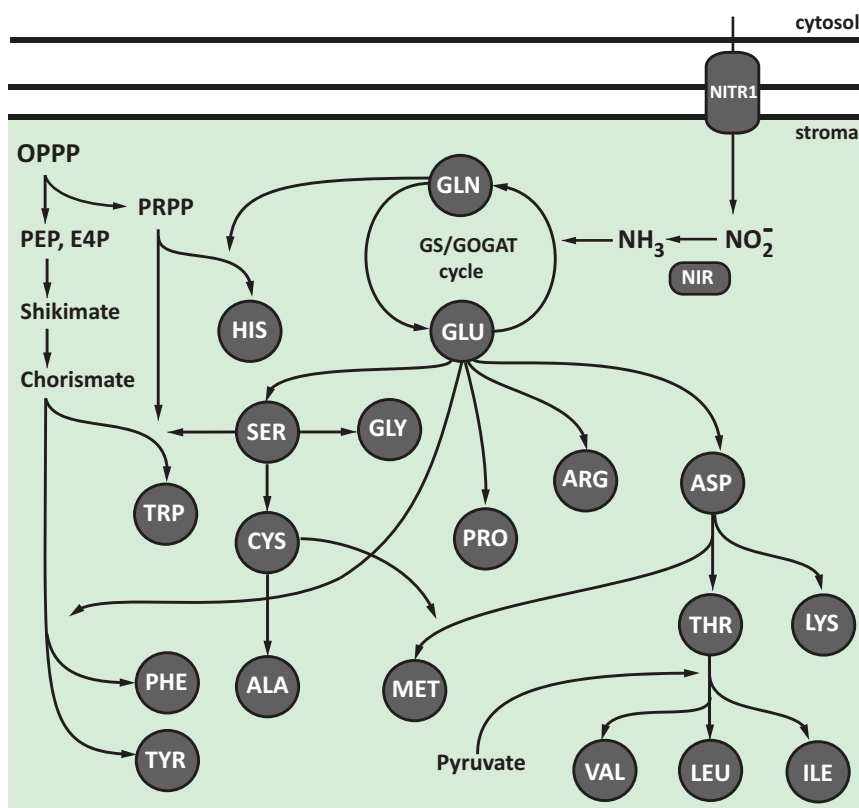 cytosol
NITR1
stroma
OPPP
PRPP
PEP, E4P
Shikimate
Chorismate
GLN
GS/GOGAT
cycle
GLU
NH3
NO2-
NIR
HIS
SER
GLY
TRP
CYS
ARG
PRO
ASP
THR
LYS
PHE
ALA
MET
TYR
Pyruvate
VAL
LEU
ILE